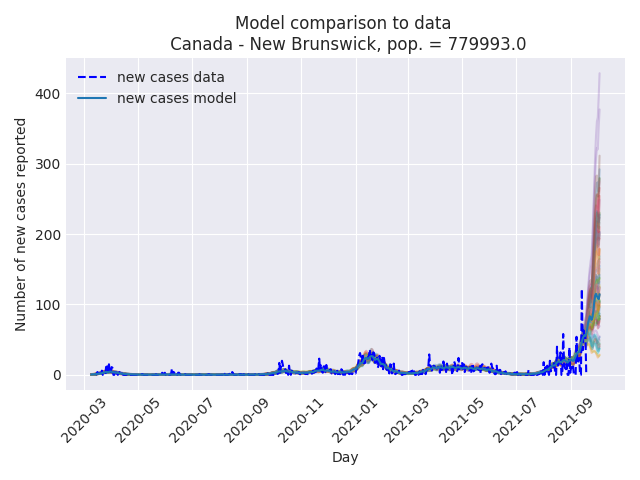 Model comparison to data
Canada - New Brunswick, pop. = 779993.0
new cases data
new cases model
Number of new cases reported
400
300
200
100
0
2020-03
2020-05
2020-07
2020-09
2020-11
2021-01
2021-03
2021-05
2021-07
2021-09
Day